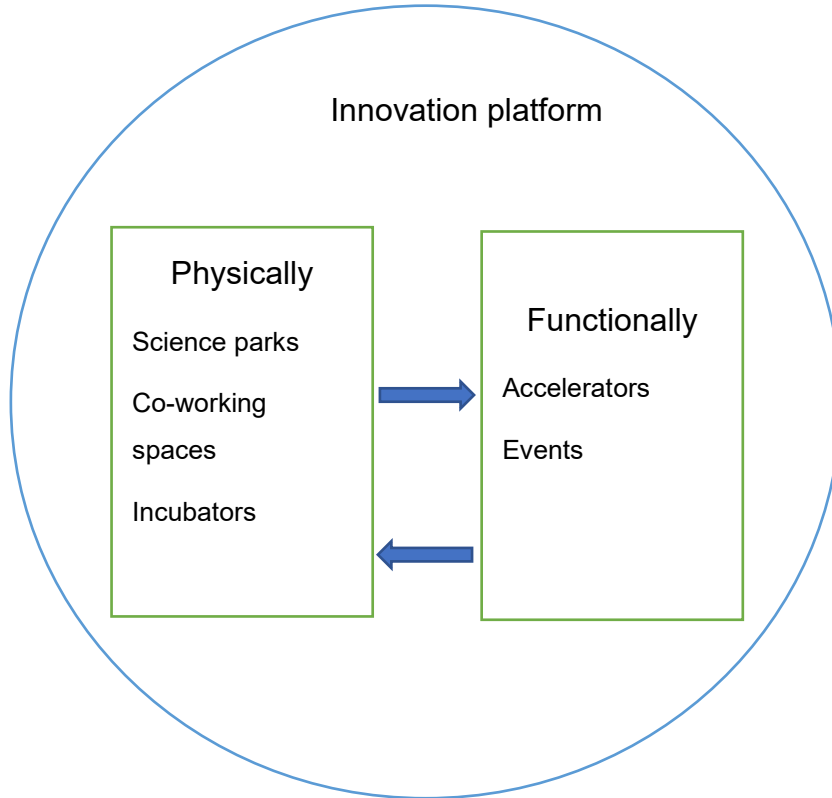 Innovation platform
Physically
Science parks
Co-working
spaces
Incubators
Functionally
Accelerators
Events